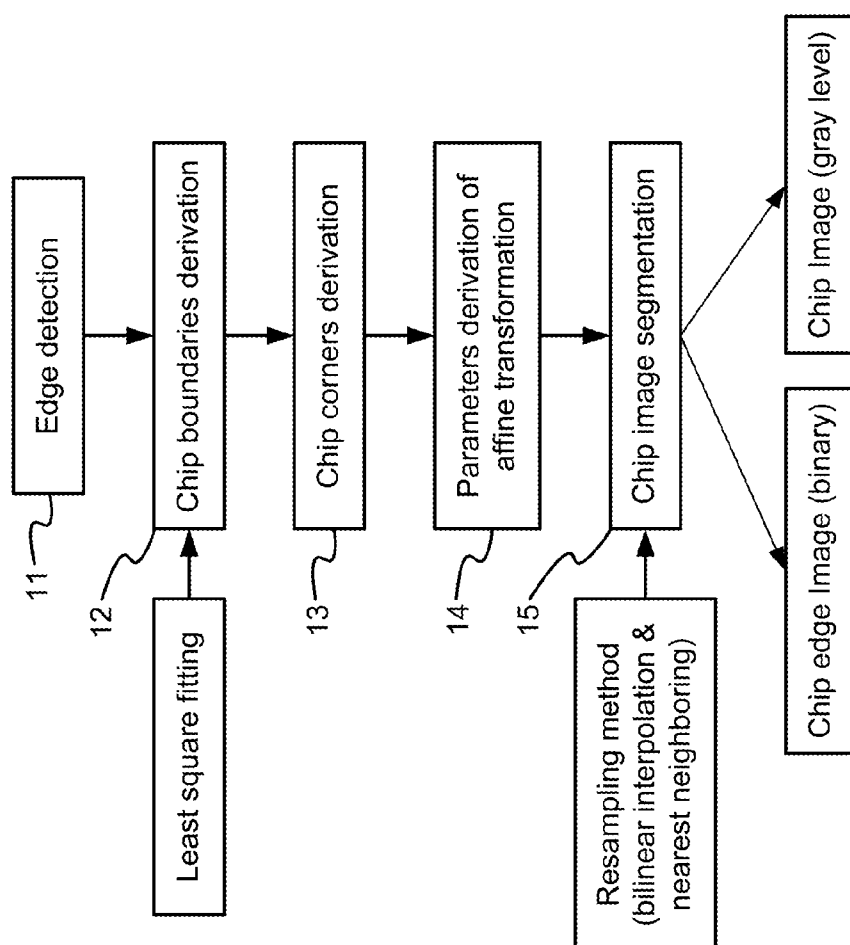 Edge detection
11
Least square fitting
Chip boundaries derivation
12
Chip corners derivation
13
Parameters derivation of
affine transformation
14
Resampling method
(bilinear interpolation &
nearest neighboring)
Chip image segmentation
15
Chip edge Image (binary)
Chip Image (gray level)